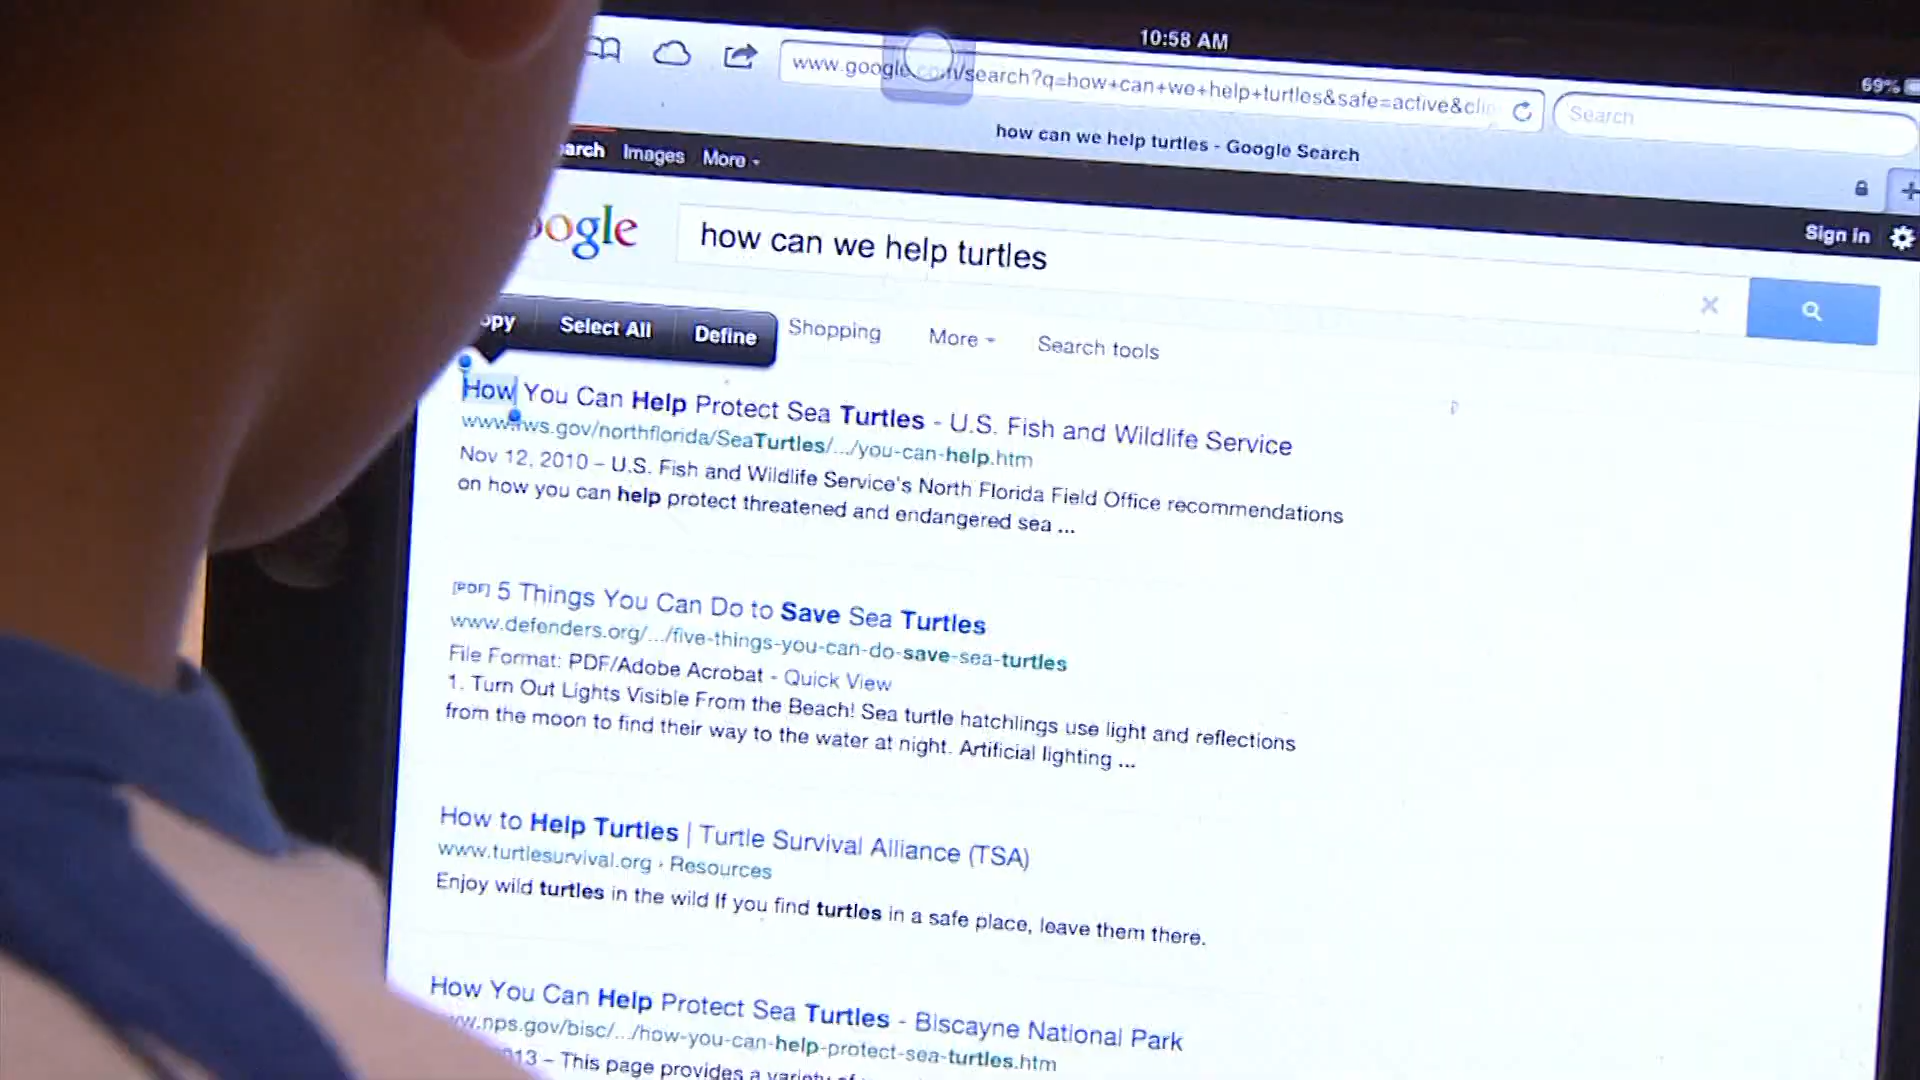 10:58 AM
69%
www.google.com/search?q=how+can+we+help+turtles&safe=active&cli
Search
how can we help turtles - Google Search
arch Images More
Sign in
ogle
how can we help turtles
opy Select All Define Shopping More Search tools
How You Can Help Protect Sea Turtles - U.S. Fish and Wildlife Service
www.fws.gov/northflorida/SeaTurtles/.../you-can-help.htm
Nov 12, 2010 – U.S. Fish and Wildlife Service's North Florida Field Office recommendations
on how you can help protect threatened and endangered sea ...
[PDF] 5 Things You Can Do to Save Sea Turtles
www.defenders.org/.../five-things-you-can-do-save-sea-turtles
File Format: PDF/Adobe Acrobat - Quick View
1. Turn Out Lights Visible From the Beach! Sea turtle hatchlings use light and reflections
from the moon to find their way to the water at night. Artificial lighting ...
How to Help Turtles | Turtle Survival Alliance (TSA)
www.turtlesurvival.org › Resources
Enjoy wild turtles in the wild If you find turtles in a safe place, leave them there.
How You Can Help Protect Sea Turtles - Biscayne National Park
www.nps.gov/bisc/.../how-you-can-help-protect-sea-turtles.htm
13 – This page provides a variety of